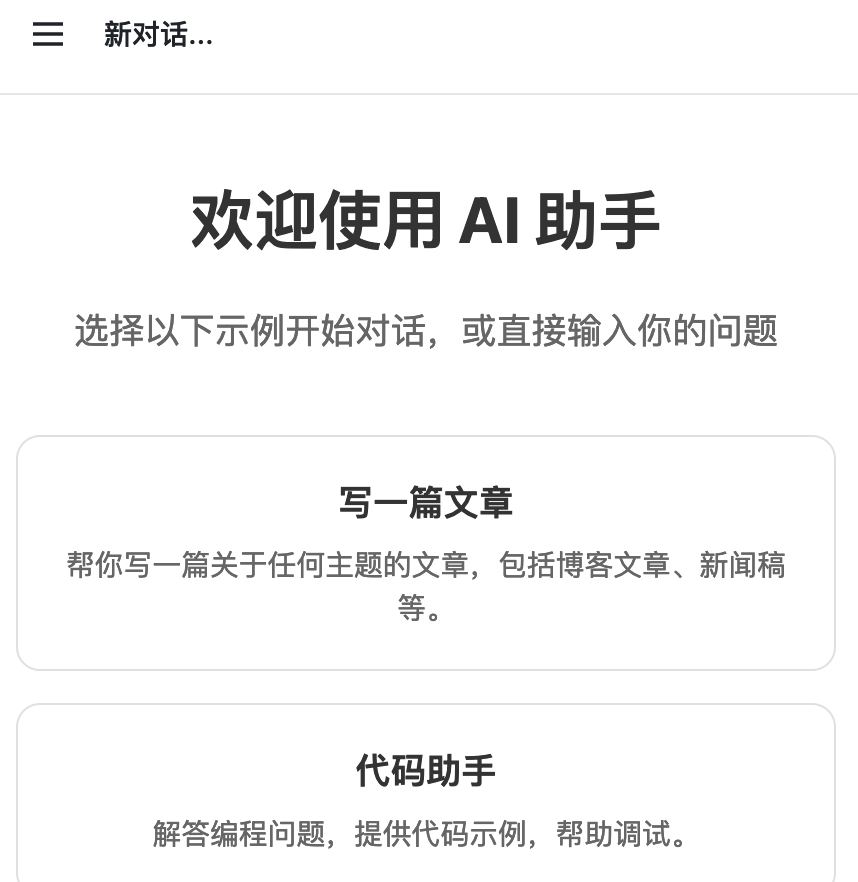 新对话...
欢迎使用 AI 助手
选择以下示例开始对话，或直接输入你的问题
写一篇文章
帮你写一篇关于任何主题的文章，包括博客文章、新闻稿
等。
代码助手
解答编程问题，提供代码示例，帮助调试。